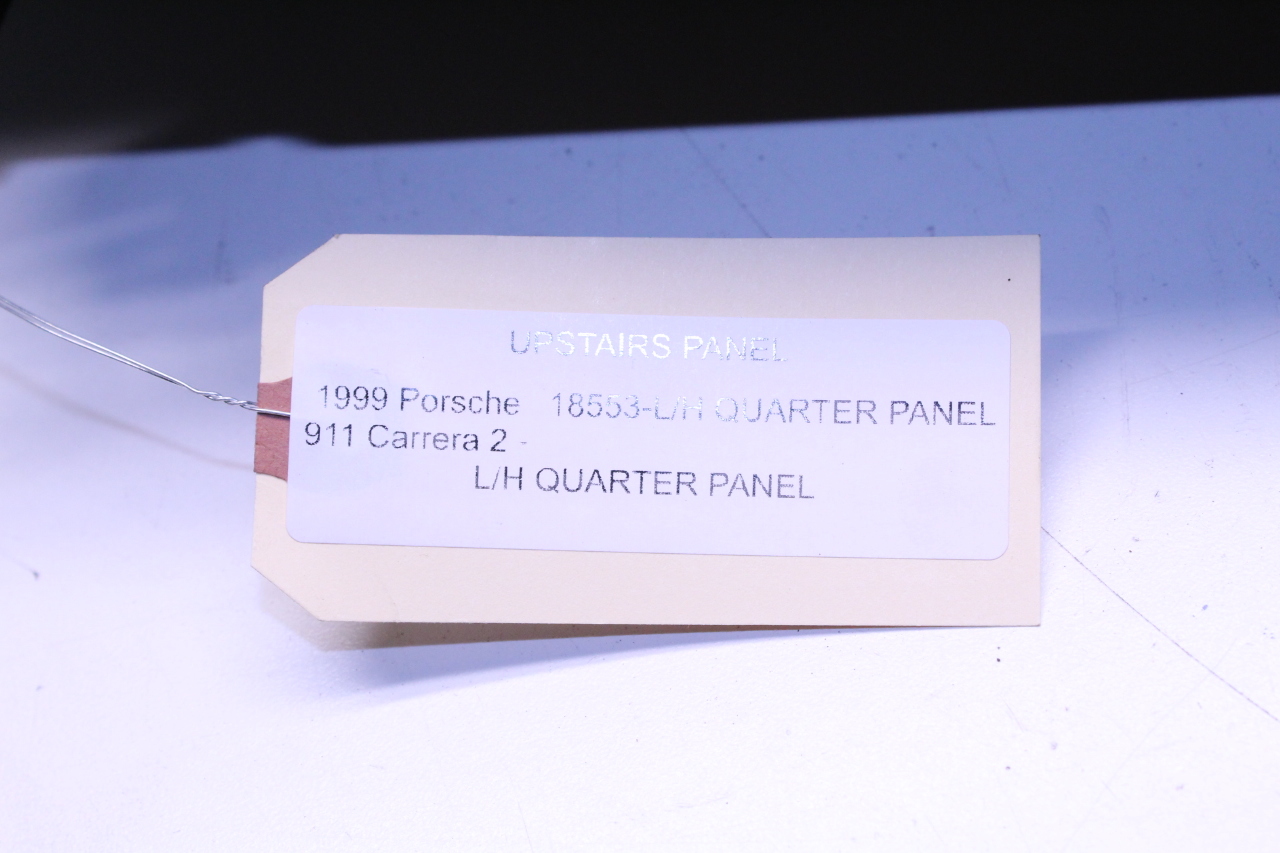 UPSTAIRS PANEL
1999 Porsche 18553-L/H QUARTER PANEL
911 Carrera 2 -
L/H QUARTER PANEL